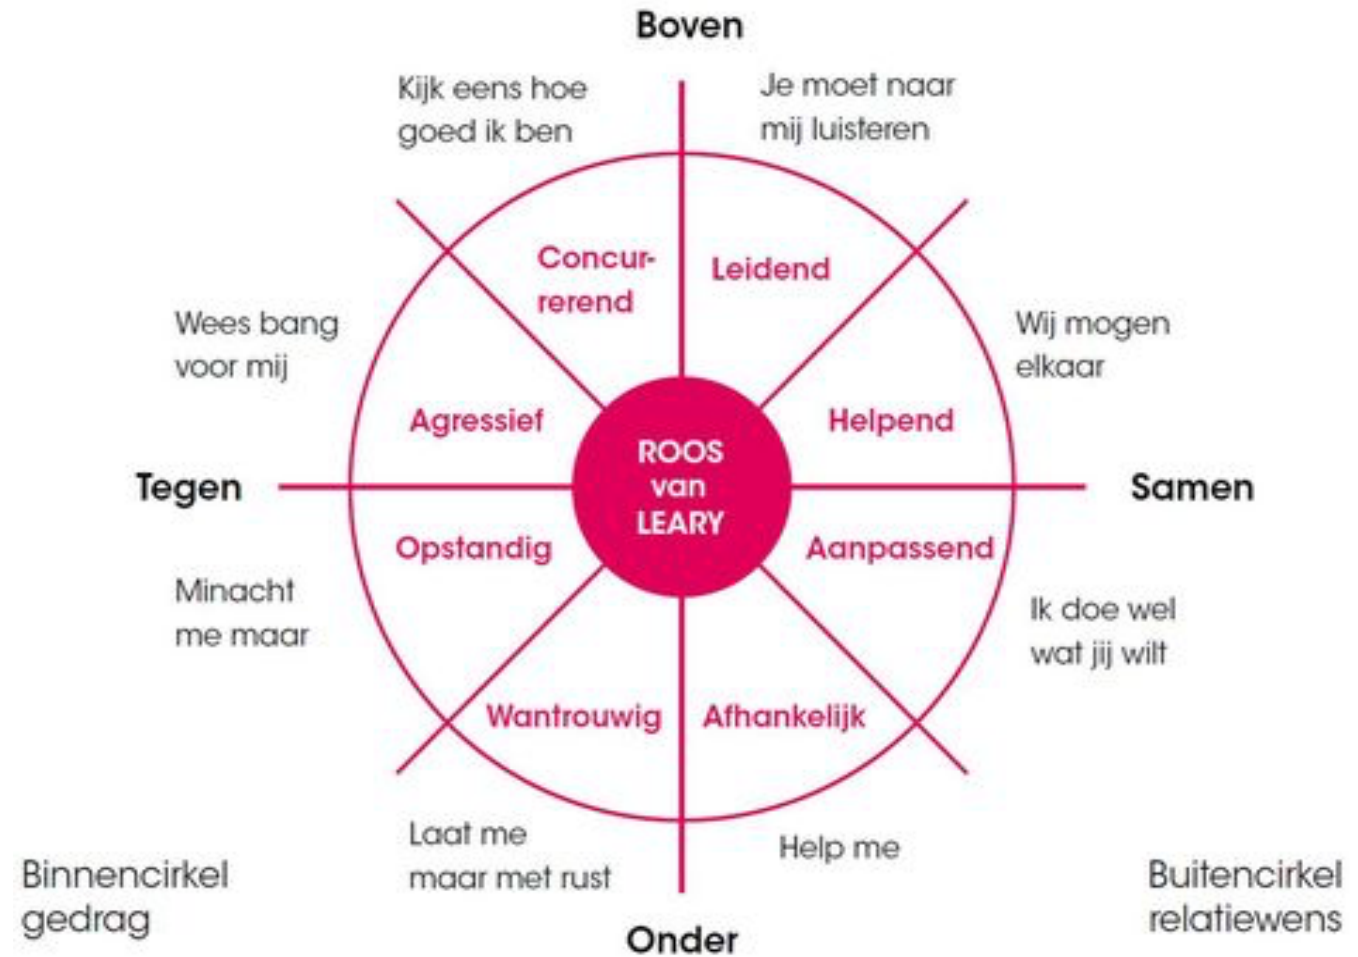 Boven
Kijk eens hoe
goed ik ben
Je moet naar
mij luisteren
Concur-
rerend
Leidend
Wees bang
voor mij
Wij mogen
elkaar
Agressief
Helpend
ROOS
van
LEARY
Tegen
Samen
Opstandig
Aanpassend
Minacht
me maar
Ik doe wel
wat jij wilt
Wantrouwig
Afhankelijk
Laat me
maar met rust
Help me
Binnencirkel
gedrag
Buitencirkel
relatiewens
Onder